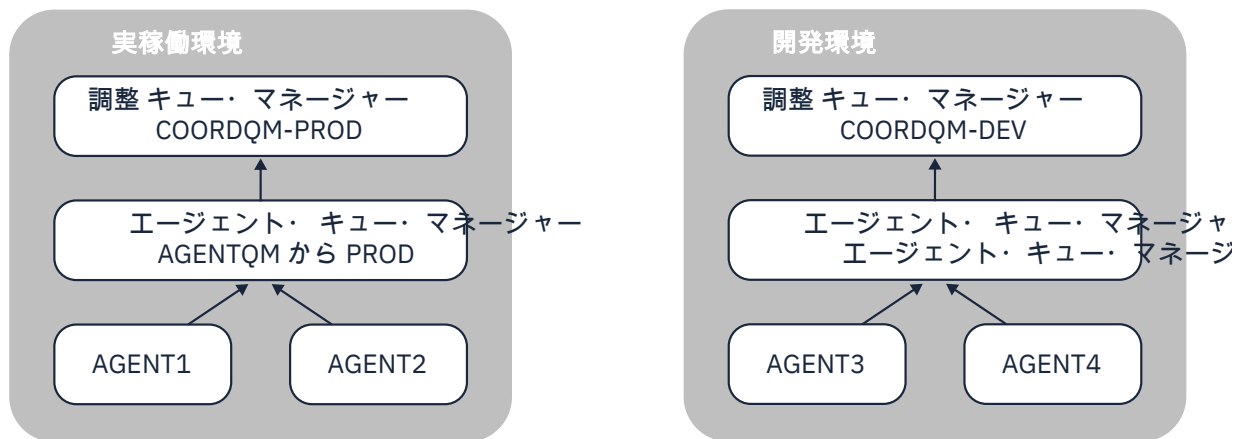 実稼働環境
調整 キュー・ マネージャー
COORDQM-PROD
エージェント・ キュー・ マネージャー
AGENTQM から PROD
AGENT1
AGENT2
開発環境
調整 キュー・ マネージャー
COORDQM-DEV
エージェント・ キュー・ マネージャ
エージェント・ キュー・ マネージ
AGENT3
AGENT4